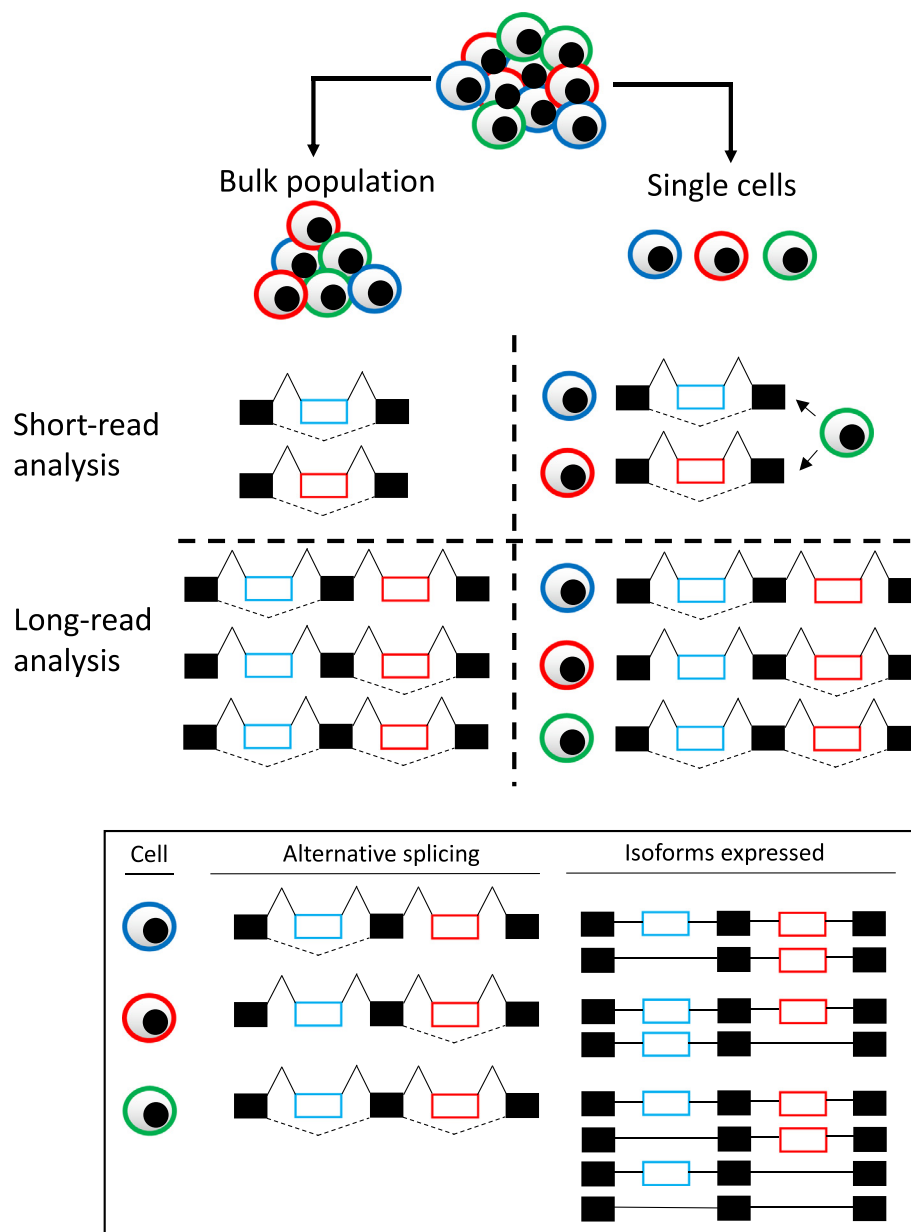 Bulk population
Single cells
Short-read
analysis
Long-read
analysis
Cell
Alternative splicing
Isoforms expressed